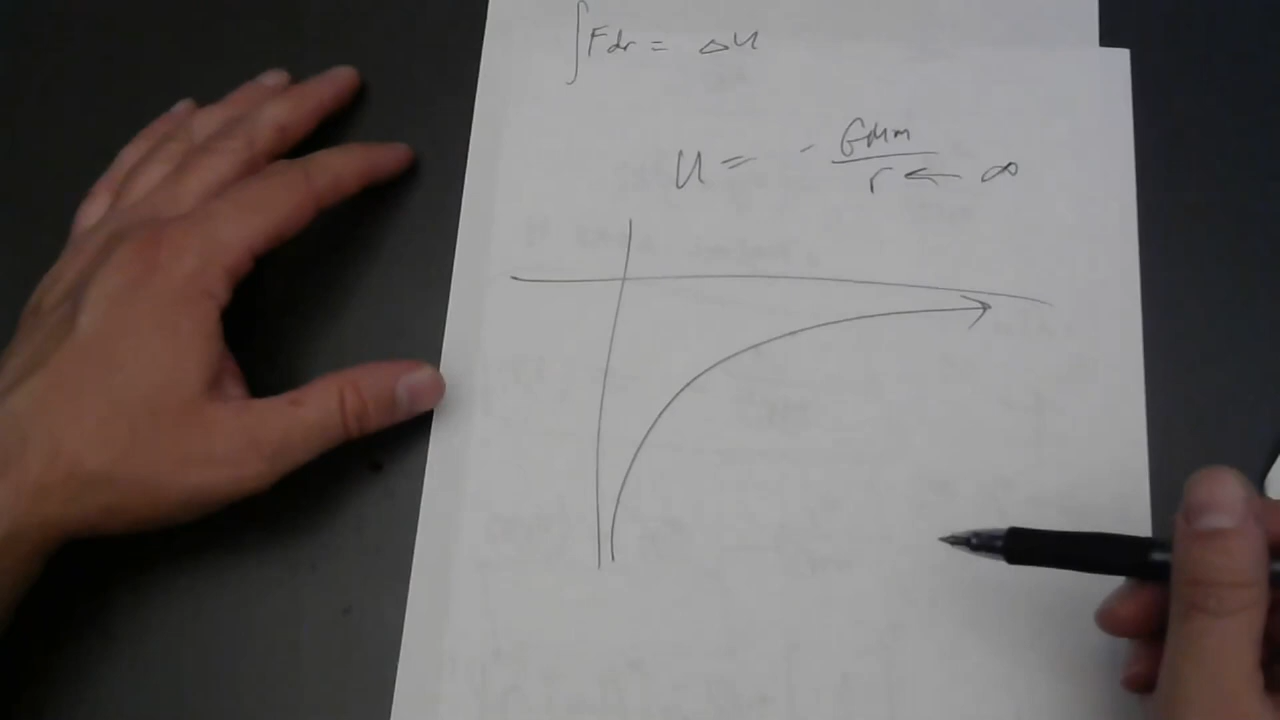 ∫Fdr = ΔU
U = - GMm / r ← ∞